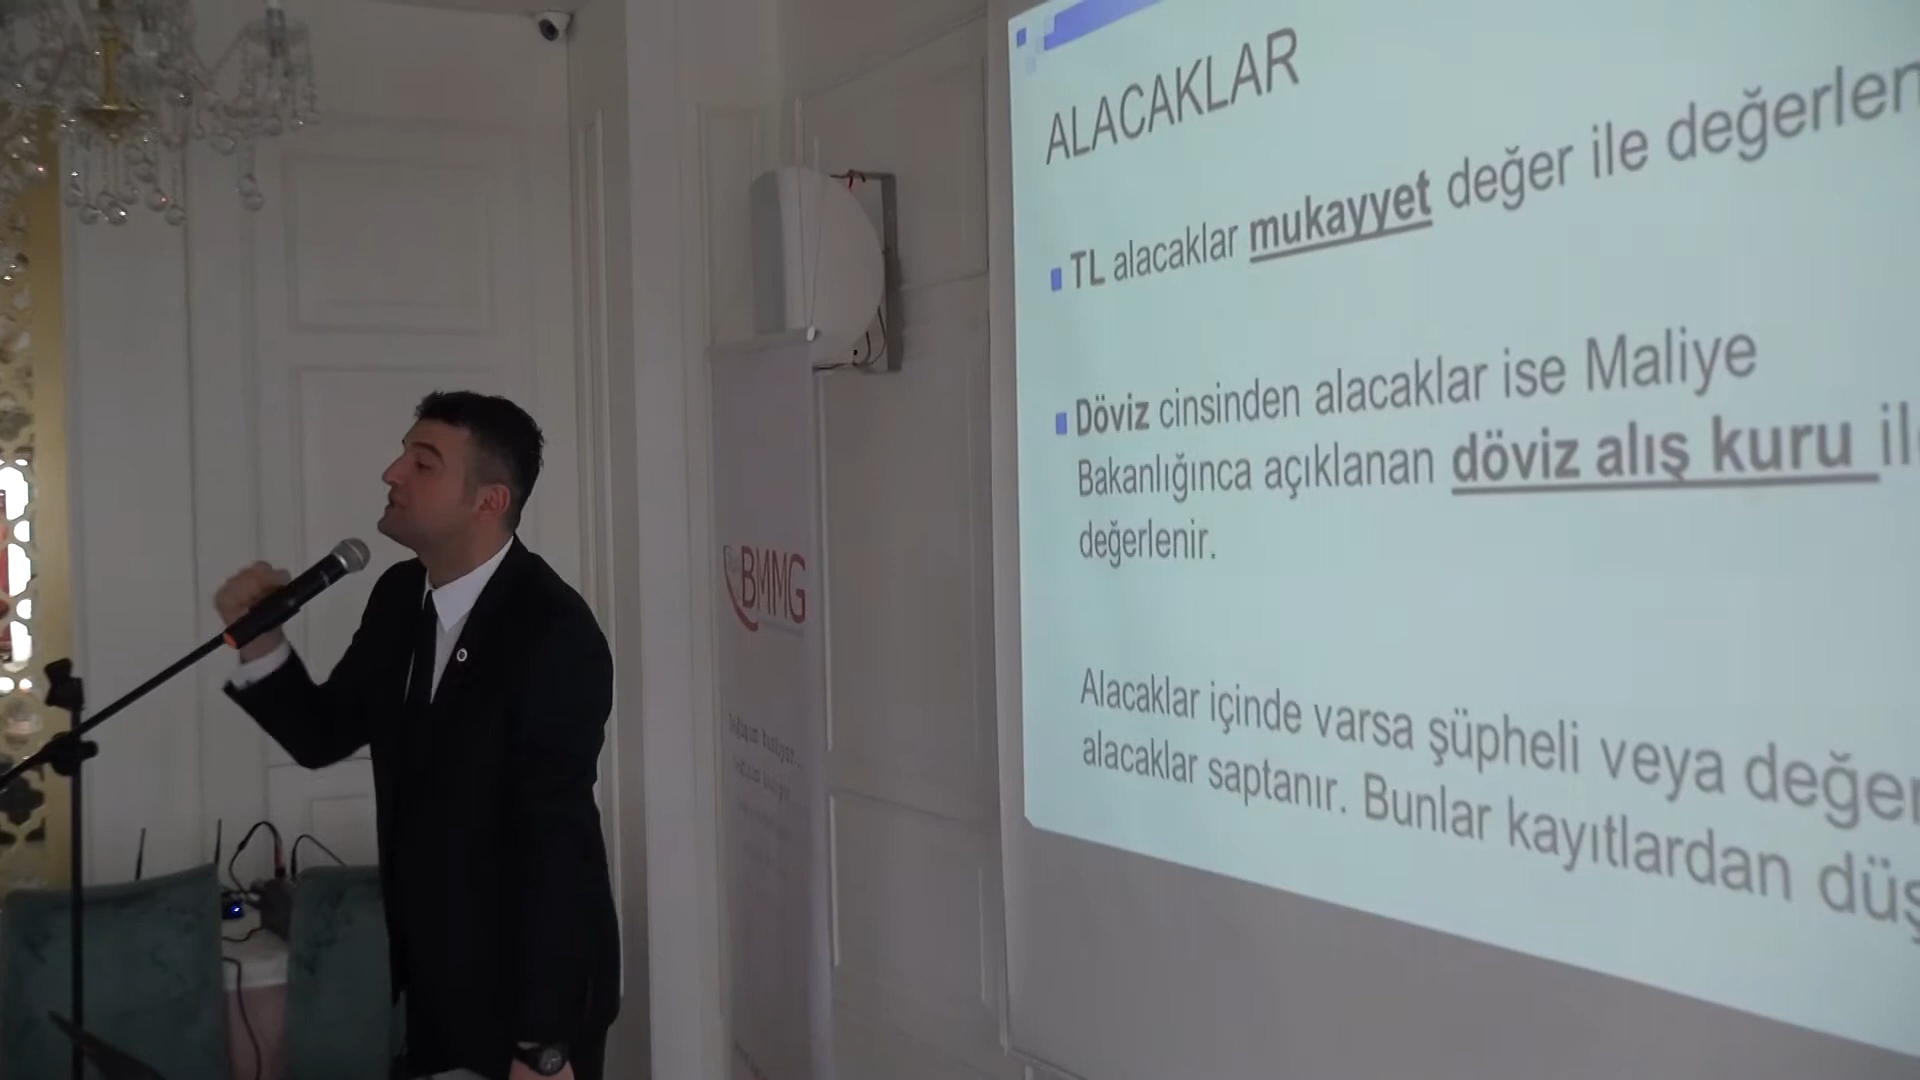 ALACAKLAR
TL alacaklar mukayyet değer ile değerlen
Döviz cinsinden alacaklar ise Maliye
Bakanlığınca açıklanan döviz alış kuru il
değerlenir.
Alacaklar içinde varsa şüpheli veya değer
alacaklar saptanır. Bunlar kayıtlardan düş
BMMG